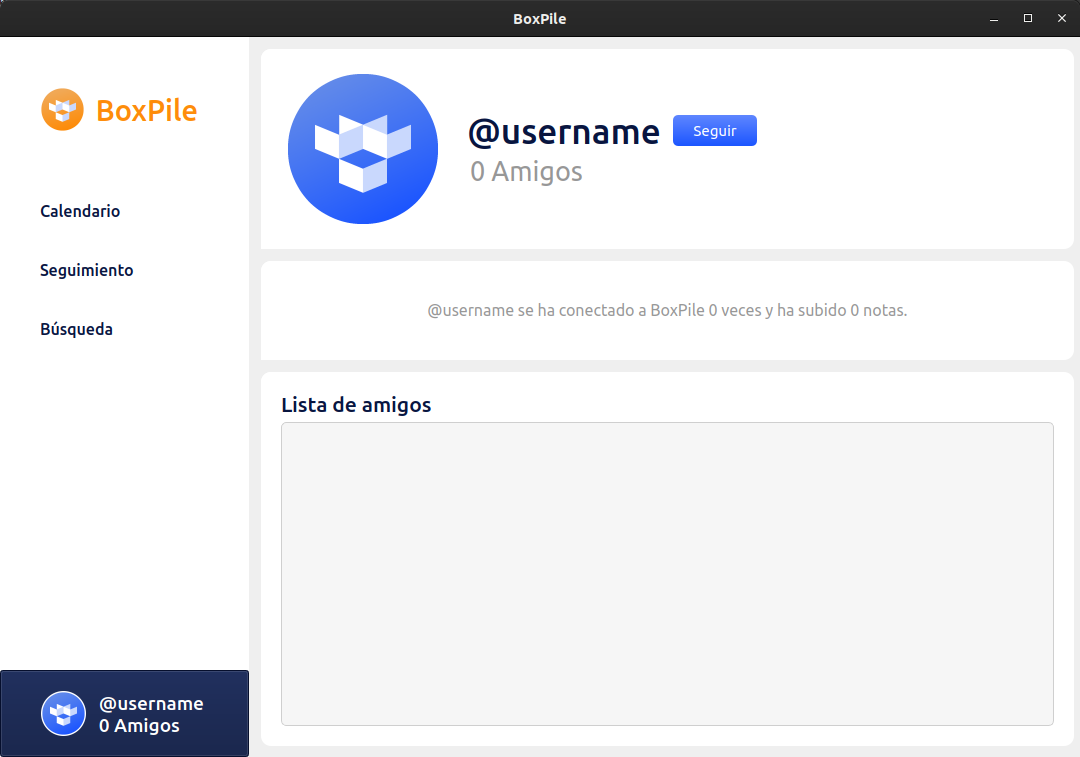 BoxPile
BoxPile
Calendario
Seguimiento
Búsqueda
@username
0 Amigos
@username
Seguir
0 Amigos
@username se ha conectado a BoxPile 0 veces y ha subido 0 notas.
Lista de amigos